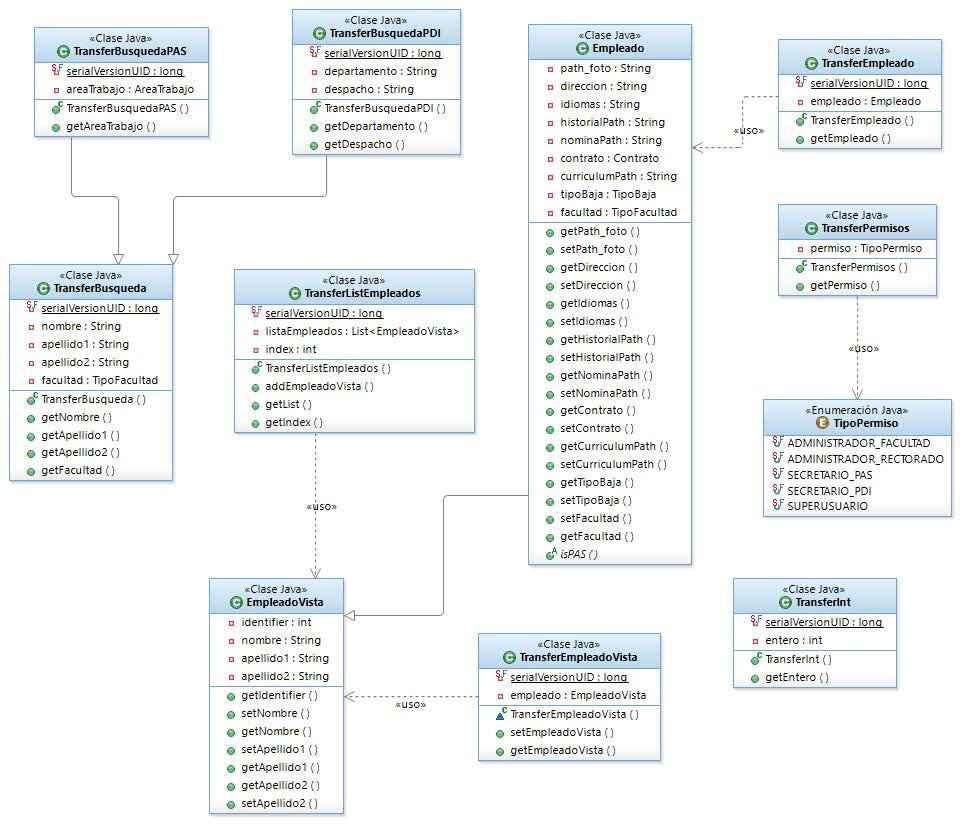 «Clase Java»
TransferBusquedaPAS
serialVersionUID : long
areaTrabajo : AreaTrabajo
TransferBusquedaPAS ( )
getAreaTrabajo ( )
«Clase Java»
TransferBusquedaPDI
serialVersionUID : long
departamento : String
despacho : String
TransferBusquedaPDI ( )
getDepartamento ( )
getDespacho ( )
«Clase Java»
Empleado
path_foto : String
direccion : String
idiomas : String
historialPath : String
nominaPath : String
contrato : Contrato
curriculumPath : String
tipoBaja : TipoBaja
facultad : TipoFacultad
getPath_foto ( )
setPath_foto ( )
getDireccion ( )
setDireccion ( )
getIdiomas ( )
setIdiomas ( )
getHistorialPath ( )
setHistorialPath ( )
getNominaPath ( )
setNominaPath ( )
getContrato ( )
setContrato ( )
getCurriculumPath ( )
setCurriculumPath ( )
getTipoBaja ( )
setTipoBaja ( )
setFacultad ( )
getFacultad ( )
isPAS ( )
«Clase Java»
TransferEmpleado
serialVersionUID : long
empleado : Empleado
TransferEmpleado ( )
getEmpleado ( )
«uso»
«Clase Java»
TransferPermisos
permiso : TipoPermiso
TransferPermisos ( )
getPermiso ( )
«uso»
«Enumeración Java»
TipoPermiso
ADMINISTRADOR_FACULTAD
ADMINISTRADOR_RECTORADO
SECRETARIO_PAS
SECRETARIO_PDI
SUPERUSUARIO
«Clase Java»
TransferBusqueda
serialVersionUID : long
nombre : String
apellido1 : String
apellido2 : String
facultad : TipoFacultad
TransferBusqueda ( )
getNombre ( )
getApellido1 ( )
getApellido2 ( )
getFacultad ( )
«Clase Java»
TransferListEmpleados
serialVersionUID : long
listaEmpleados : List<EmpleadoVista>
index : int
TransferListEmpleados ( )
addEmpleadoVista ( )
getList ( )
getIndex ( )
«uso»
«Clase Java»
EmpleadoVista
identifier : int
nombre : String
apellido1 : String
apellido2 : String
getIdentifier ( )
setNombre ( )
getNombre ( )
setApellido1 ( )
getApellido1 ( )
getApellido2 ( )
setApellido2 ( )
«uso»
«Clase Java»
TransferEmpleadoVista
serialVersionUID : long
empleado : EmpleadoVista
TransferEmpleadoVista ( )
setEmpleadoVista ( )
getEmpleadoVista ( )
«Clase Java»
TransferInt
serialVersionUID : long
entero : int
TransferInt ( )
getEntero ( )